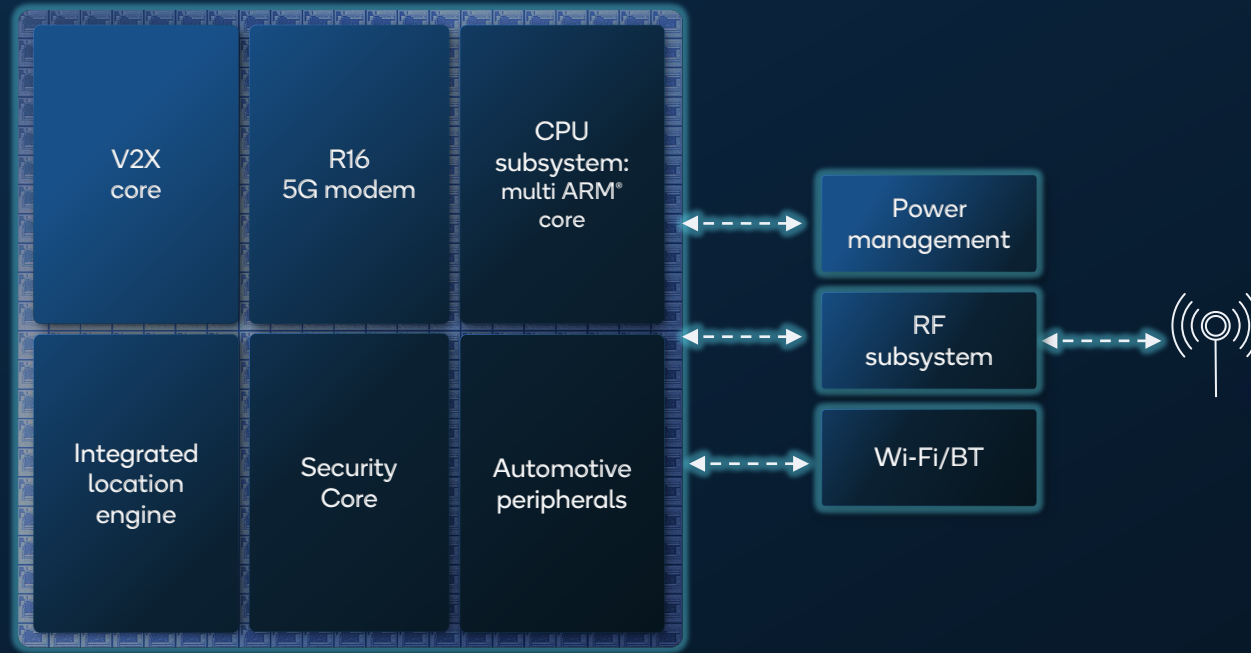 V2X
core
R16
5G modem
CPU
subsystem:
multi ARM®
core
Integrated
location
engine
Security
Core
Automotive
peripherals
Power
management
RF
subsystem
Wi-Fi/BT